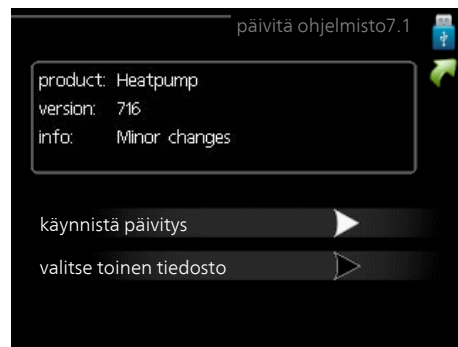 päivitä ohjelmisto7.1
product: Heatpump
version: 716
info: Minor changes
käynnistä päivitys
valitse toinen tiedosto